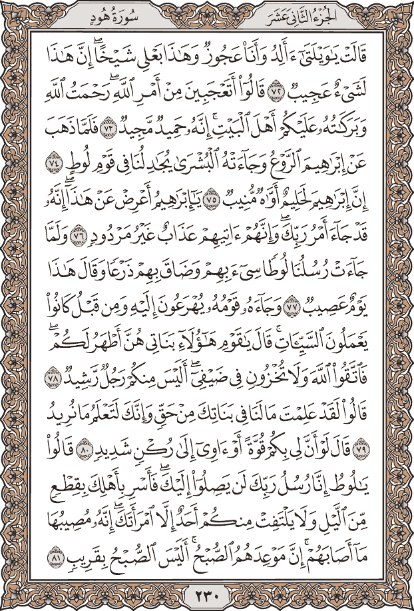 الجزء الثاني عشر
سورة هود
قَالَتْ يَٰوَيْلَتَىٰٓ ءَأَلِدُ وَأَنَا۠ عَجُوزٌ وَهَٰذَا بَعْلِى شَيْخًا ۖ إِنَّ هَٰذَا
لَشَىْءٌ عَجِيبٌ ٧٢ قَالُوٓا۟ أَتَعْجَبِينَ مِنْ أَمْرِ ٱللَّهِ ۖ رَحْمَتُ ٱللَّهِ
وَبَرَكَٰتُهُۥ عَلَيْكُمْ أَهْلَ ٱلْبَيْتِ ۚ إِنَّهُۥ حَمِيدٌ مَّجِيدٌ ٧٣ فَلَمَّا ذَهَبَ
عَنْ إِبْرَٰهِيمَ ٱلرَّوْعُ وَجَآءَتْهُ ٱلْبُشْرَىٰ يُجَٰدِلُنَا فِى قَوْمِ لُوطٍ ٧٤
إِنَّ إِبْرَٰهِيمَ لَحَلِيمٌ أَوَّٰهٌ مُّنِيبٌ ٧٥ يَٰٓإِبْرَٰهِيمُ أَعْرِضْ عَنْ هَٰذَآ ۖ إِنَّهُۥ
قَدْ جَآءَ أَمْرُ رَبِّكَ ۖ وَإِنَّهُمْ ءَاتِيهِمْ عَذَابٌ غَيْرُ مَرْدُودٍ ٧٦ وَلَمَّا
جَآءَتْ رُسُلُنَا لُوطًا سِىٓءَ بِهِمْ وَضَاقَ بِهِمْ ذَرْعًا وَقَالَ هَٰذَا
يَوْمٌ عَصِيبٌ ٧٧ وَجَآءَهُۥ قَوْمُهُۥ يُهْرَعُونَ إِلَيْهِ وَمِن قَبْلُ كَانُوا۟
يَعْمَلُونَ ٱلسَّيِّـَٔاتِ ۚ قَالَ يَٰقَوْمِ هَٰٓؤُلَآءِ بَنَاتِى هُنَّ أَطْهَرُ لَكُمْ ۖ
فَٱتَّقُوا۟ ٱللَّهَ وَلَا تُخْزُونِ فِى ضَيْفِىٓ ۖ أَلَيْسَ مِنكُمْ رَجُلٌ رَّشِيدٌ ٧٨
قَالُوا۟ لَقَدْ عَلِمْتَ مَا لَنَا فِى بَنَاتِكَ مِنْ حَقٍّ وَإِنَّكَ لَتَعْلَمُ مَا نُرِيدُ
٧٩ قَالَ لَوْ أَنَّ لِى بِكُمْ قُوَّةً أَوْ ءَاوِىٓ إِلَىٰ رُكْنٍ شَدِيدٍ ٨٠ قَالُوا۟
يَٰلُوطُ إِنَّا رُسُلُ رَبِّكَ لَن يَصِلُوٓا۟ إِلَيْكَ ۖ فَأَسْرِ بِأَهْلِكَ بِقِطْعٍ
مِّنَ ٱلَّيْلِ وَلَا يَلْتَفِتْ مِنكُمْ أَحَدٌ إِلَّا ٱمْرَأَتَكَ ۖ إِنَّهُۥ مُصِيبُهَا
مَآ أَصَابَهُمْ ۚ إِنَّ مَوْعِدَهُمُ ٱلصُّبْحُ ۚ أَلَيْسَ ٱلصُّبْحُ بِقَرِيبٍ ٨١
٢٣٠